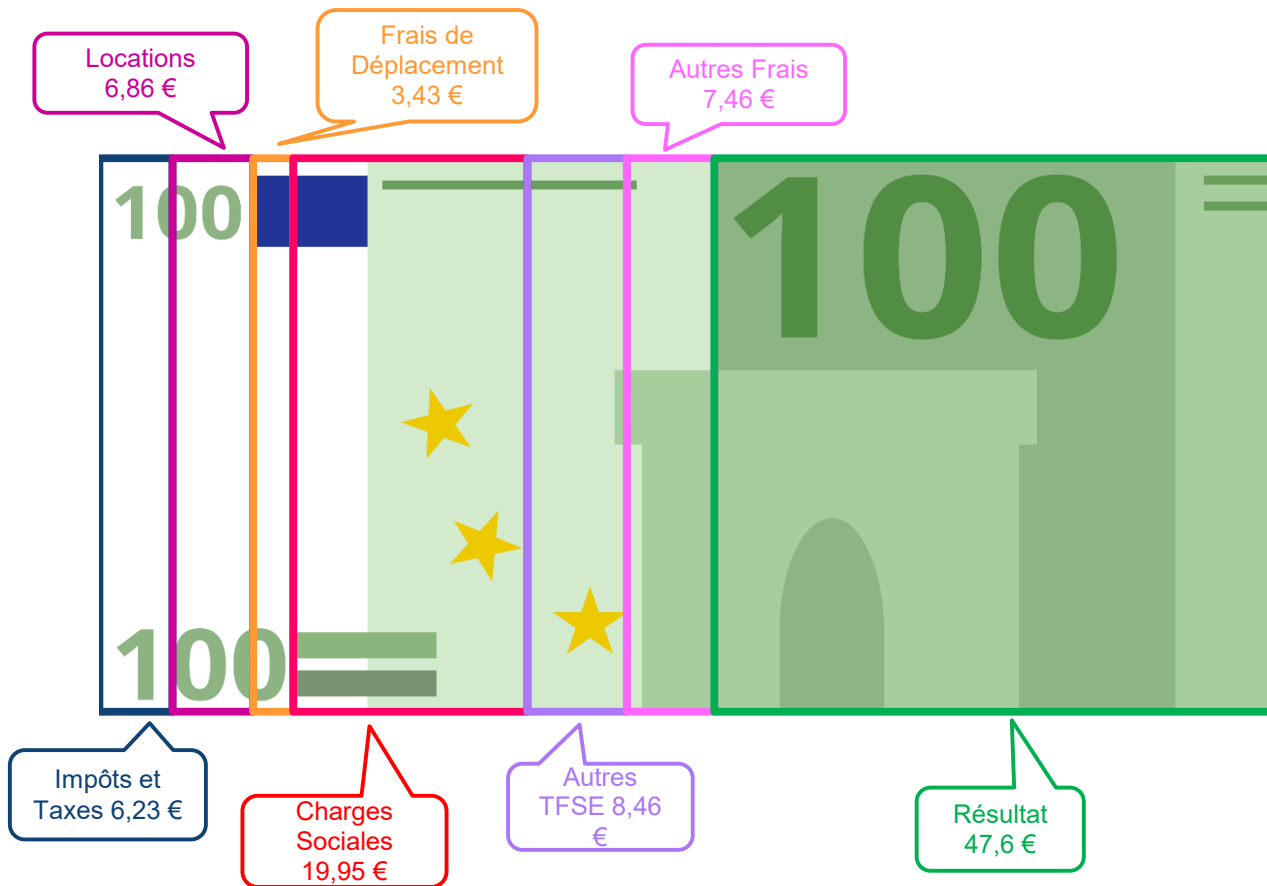 Locations
6,86 €
Frais de
Déplacement
3,43 €
Autres Frais
7,46 €
100
100
100
Impôts et
Taxes 6,23 €
Charges
Sociales
19,95 €
Autres
TFSE 8,46
€
Résultat
47,6 €